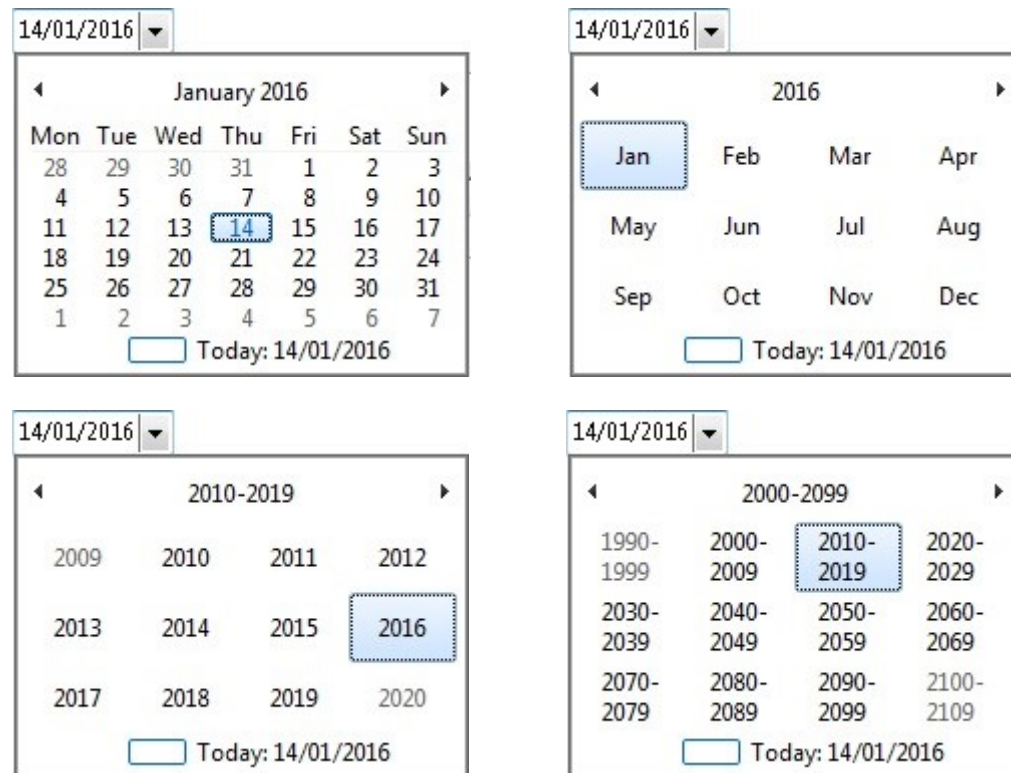 14/01/2016
January 2016
Mon Tue Wed Thu Fri Sat Sun
28 29 30 31 1 2 3
4 5 6 7 8 9 10
11 12 13 14 15 16 17
18 19 20 21 22 23 24
25 26 27 28 29 30 31
1 2 3 4 5 6 7
Today: 14/01/2016
14/01/2016
2016
Jan Feb Mar Apr
May Jun Jul Aug
Sep Oct Nov Dec
Today: 14/01/2016
14/01/2016
2010-2019
2009 2010 2011 2012
2013 2014 2015 2016
2017 2018 2019 2020
Today: 14/01/2016
14/01/2016
2000-2099
1990- 2000- 2010- 2020-
1999 2009 2019 2029
2030- 2040- 2050- 2060-
2039 2049 2059 2069
2070- 2080- 2090- 2100-
2079 2089 2099 2109
Today: 14/01/2016